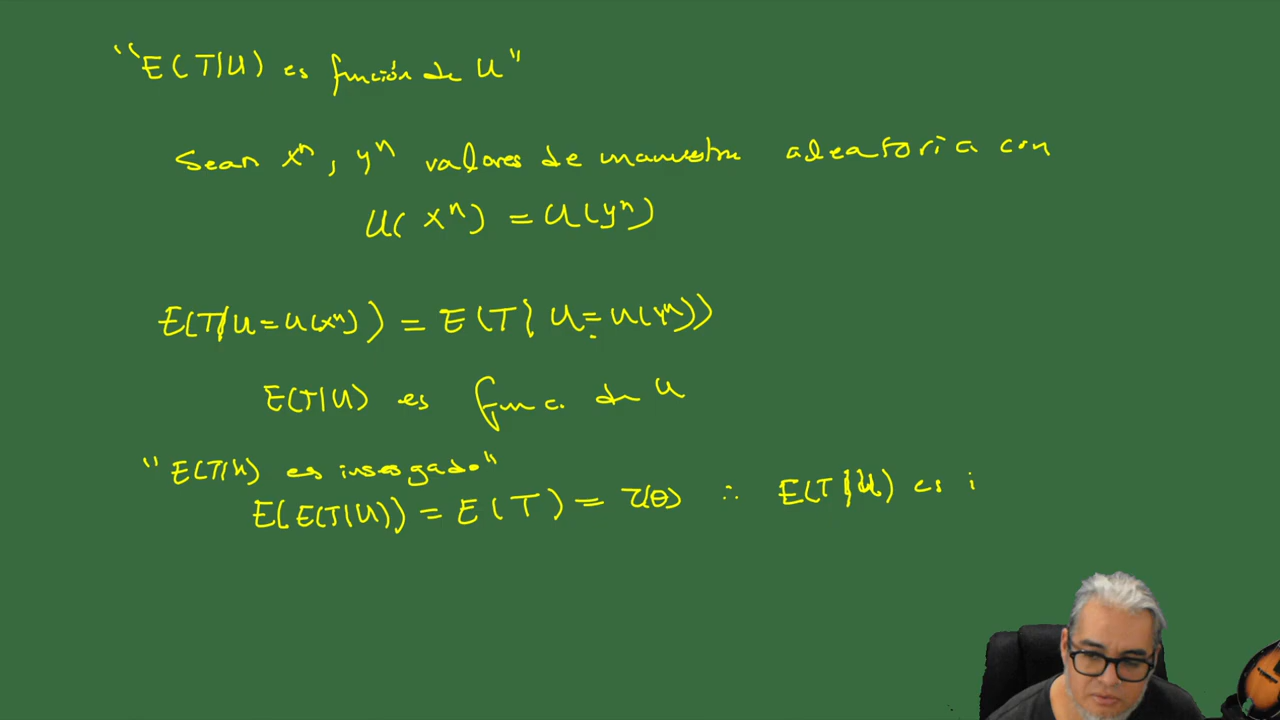 "E(T/U) es función de U"
Sean xⁿ, yⁿ valores de muestra aleatoria con
U(xⁿ) = U(yⁿ)
E(T|U=U(xⁿ)) = E(T|U=U(yⁿ))
E(T|U) es func. de U
"E(T|U) es insesgado"
E(E(T|U)) = E(T) = τ(θ) ∴ E(T|U) es i